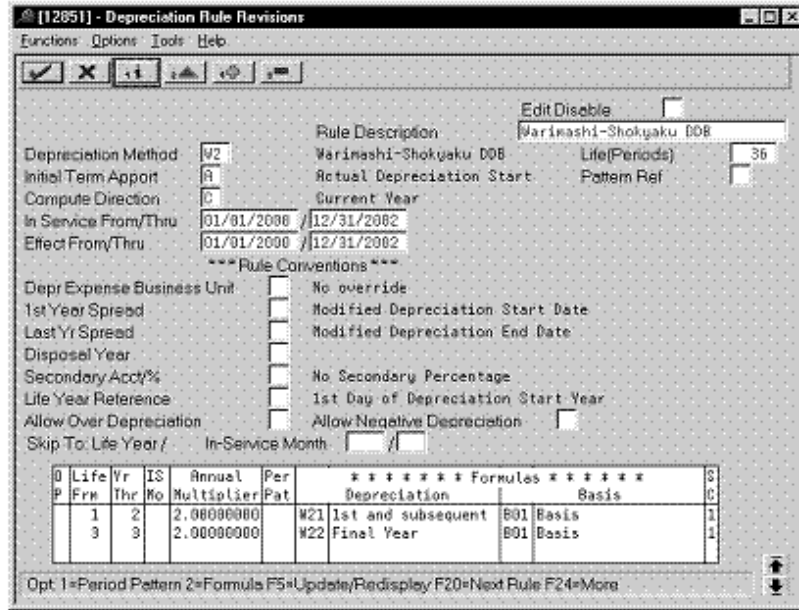 [12851] - Depreciation Rule Revisions
Functions Options Tools Help
Edit Disable
Rule Description Warimashi-Shokyaku DDB
Depreciation Method W2 Warimashi-Shokyaku DDB Life(Periods) 36
Initial Term Apport A Actual Depreciation Start Pattern Ref
Compute Direction C Current Year
In Service From/Thru 01/01/2000 / 12/31/2002
Effect From/Thru 01/01/2000 / 12/31/2002
*** Rule Conventions ***
Depr Expense Business Unit No override
1st Year Spread Modified Depreciation Start Date
Last Yr Spread Modified Depreciation End Date
Disposal Year
Secondary Acct/% No Secondary Percentage
Life Year Reference 1st Day of Depreciation Start Year
Allow Over Depreciation Allow Negative Depreciation
Skip To: Life Year / In-Service Month /
O Life Yr IS Annual Per * * * * * * * Formulas * * * * * * S
P Frm Thr Mo Multiplier Pat Depreciation Basis C
1 2 2.00000000 W21 1st and subsequent B01 Basis 1
3 3 2.00000000 W22 Final Year B01 Basis 1
Opt: 1=Period Pattern 2=Formula F5=Update/Redisplay F20=Next Rule F24=More